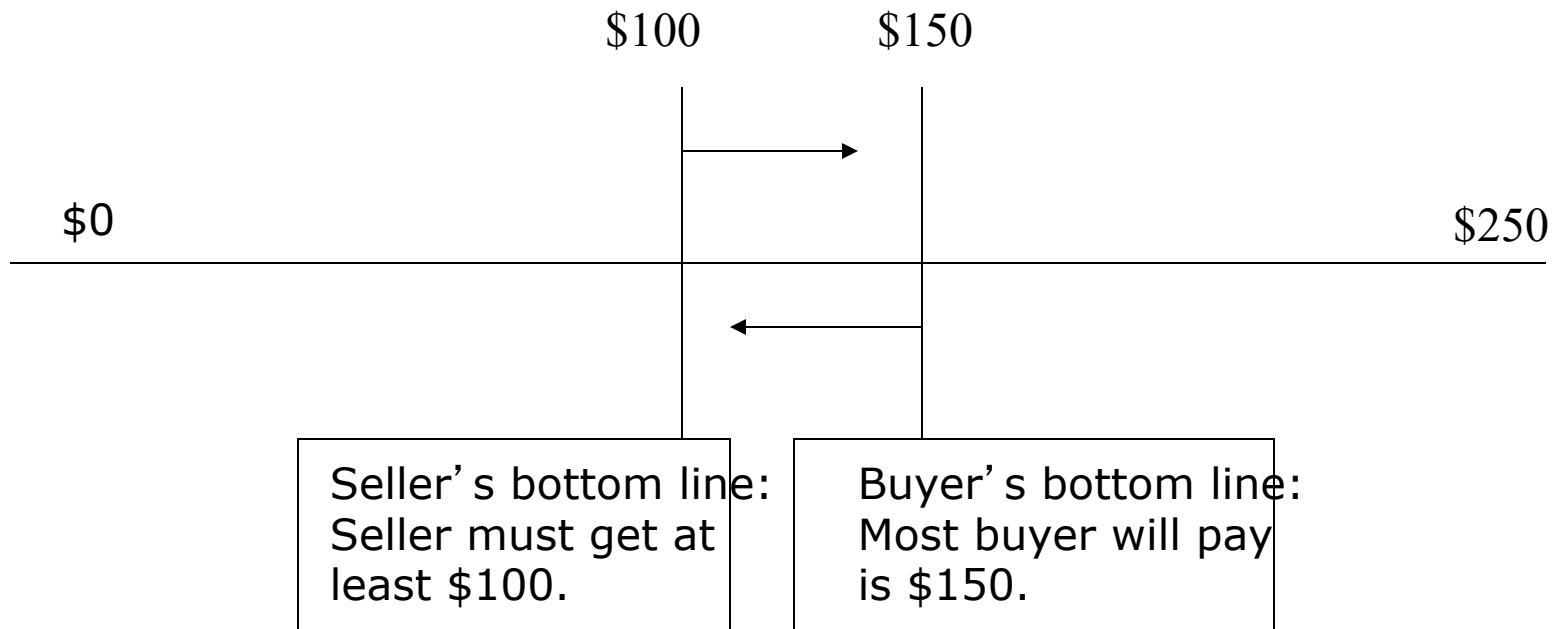 $100
$150
$0
$250
Seller’s bottom line:
Seller must get at
least $100.
Buyer’s bottom line:
Most buyer will pay
is $150.